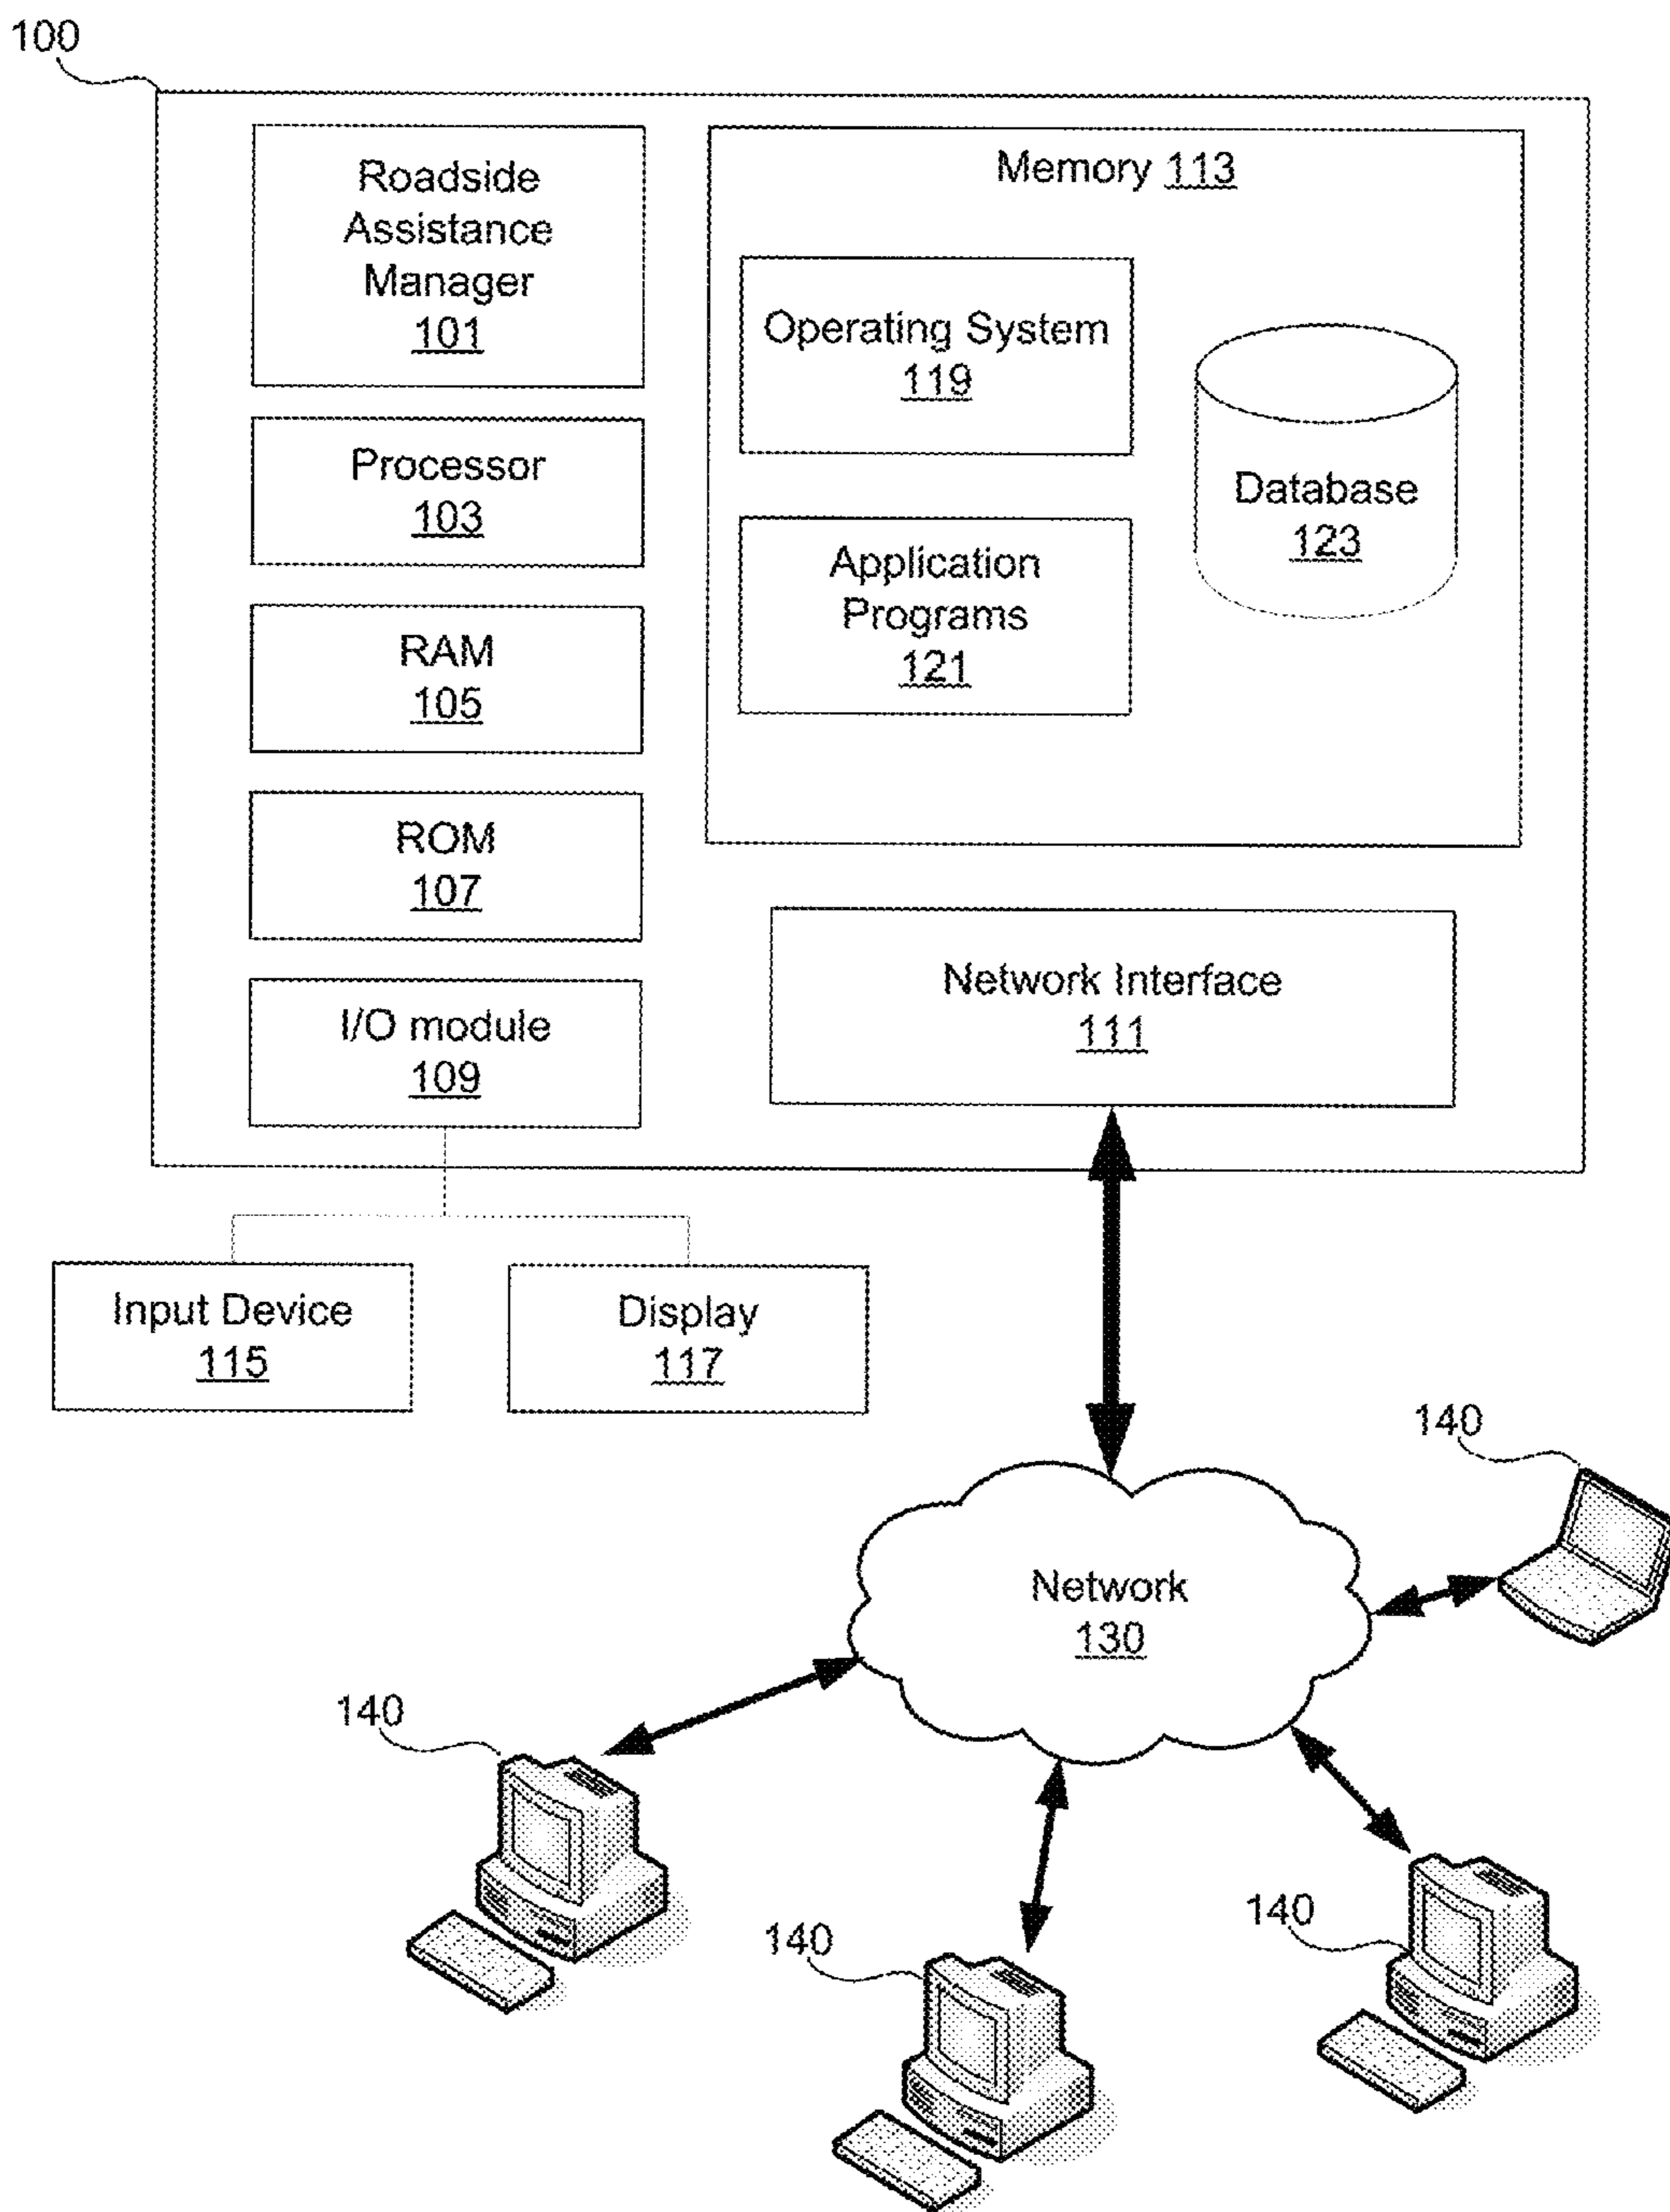 100
Roadside
Assistance
Manager
101
Processor
103
RAM
105
ROM
107
I/O module
109
Memory 113
Operating System
119
Application
Programs
121
Database
123
Network Interface
111
Input Device
115
Display
117
Network
130
140
140
140
140